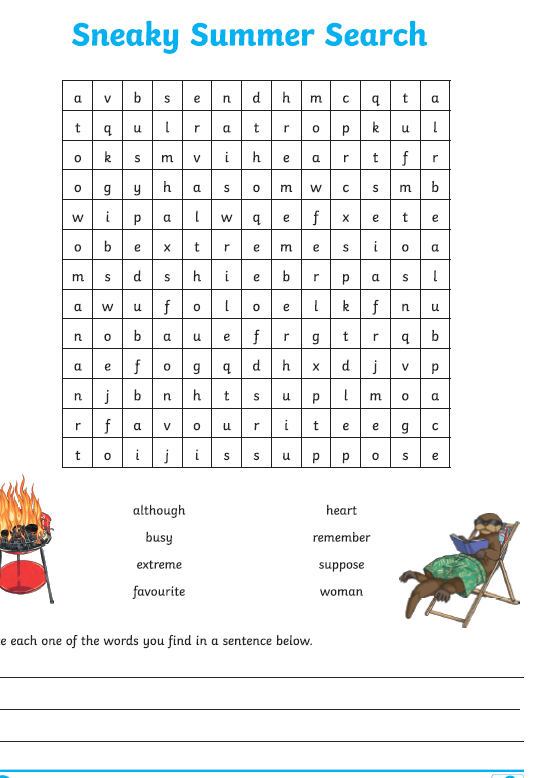 Sneaky Summer Search
a v b s e n d h m c q t a
t q u l r a t r o p k u l
o k s m v i h e a r t f r
o g y h a s o m w c s m b
w i p a l w q e f x e t e
o b e x t r e m e s i o a
m s d s h i e b r p a s l
a w u f o l o e l k f n u
n o b a u e f r g t r q b
a e f o g q d h x d j v p
n j b n h t s u p l m o a
r f a v o u r i t e e g c
t o i j i s s u p p o s e
although heart
busy remember
extreme suppose
favourite woman
e each one of the words you find in a sentence below.